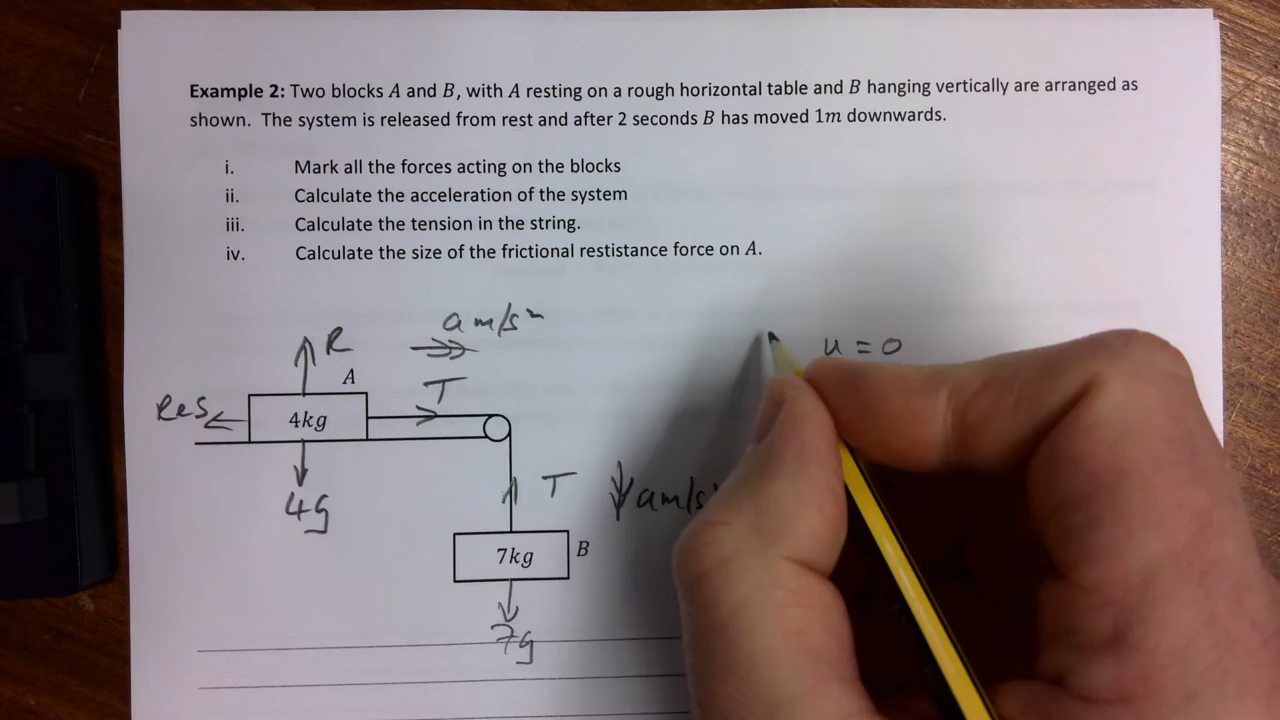 Example 2: Two blocks A and B, with A resting on a rough horizontal table and B hanging vertically are arranged as
shown. The system is released from rest and after 2 seconds B has moved 1m downwards.
i. Mark all the forces acting on the blocks
ii. Calculate the acceleration of the system
iii. Calculate the tension in the string.
iv. Calculate the size of the frictional restistance force on A.
a m/s²
R
u = 0
A
T
Res
4kg
T
a m/s²
4g
7kg
B
7g